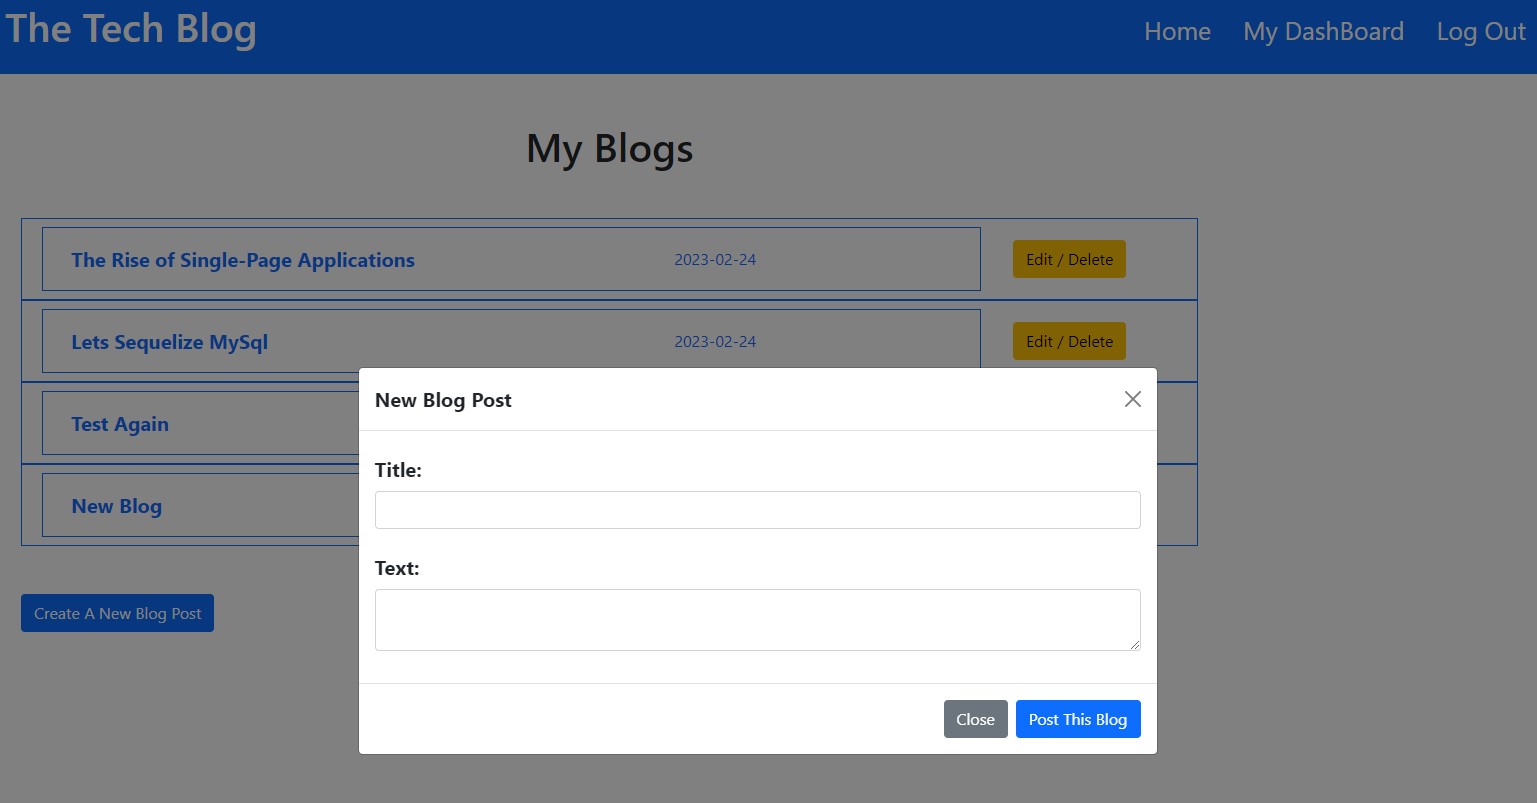 The Tech Blog
Home My DashBoard Log Out
My Blogs
The Rise of Single-Page Applications 2023-02-24 Edit / Delete
Lets Sequelize MySql 2023-02-24 Edit / Delete
Test Again
New Blog
Create A New Blog Post
New Blog Post
Title:
Text:
Close Post This Blog